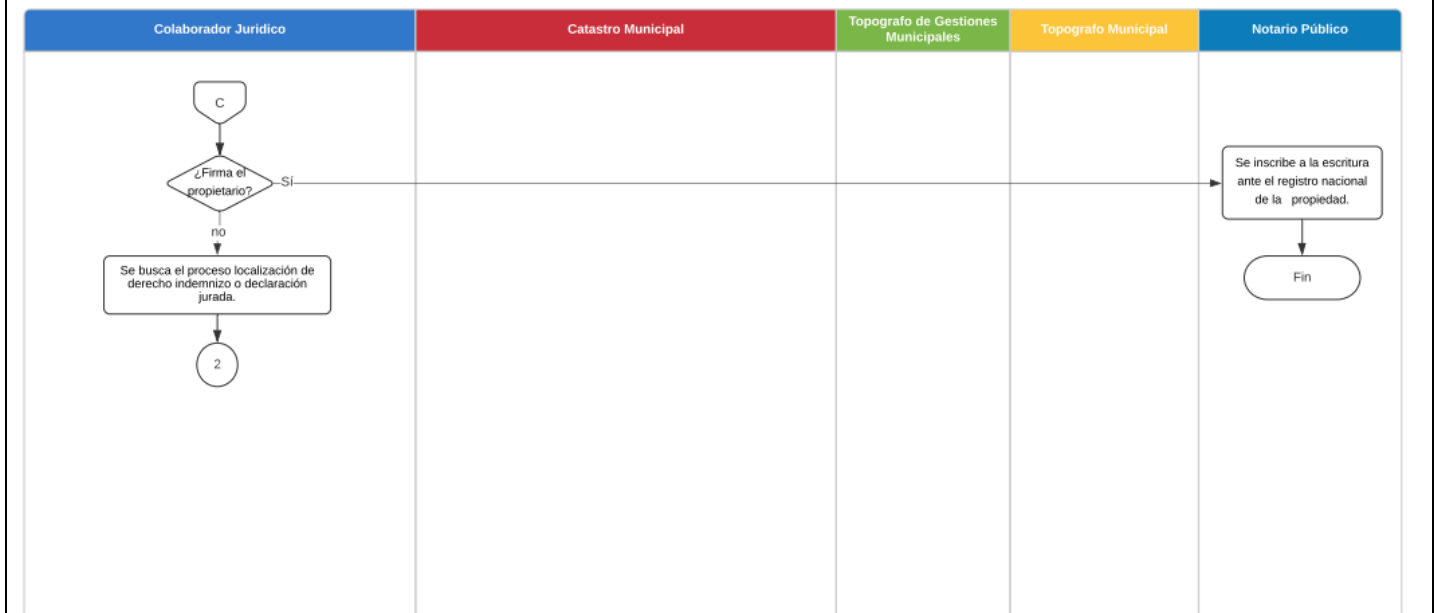 Colaborador Juridico
Catastro Municipal
Topografo de Gestiones
Municipales
Topografo Municipal
Notario Público
C
¿Firma el
propietario?
Sí
no
Se busca el proceso localización de
derecho indemnizo o declaración
jurada.
2
Se inscribe a la escritura
ante el registro nacional
de la propiedad.
Fin